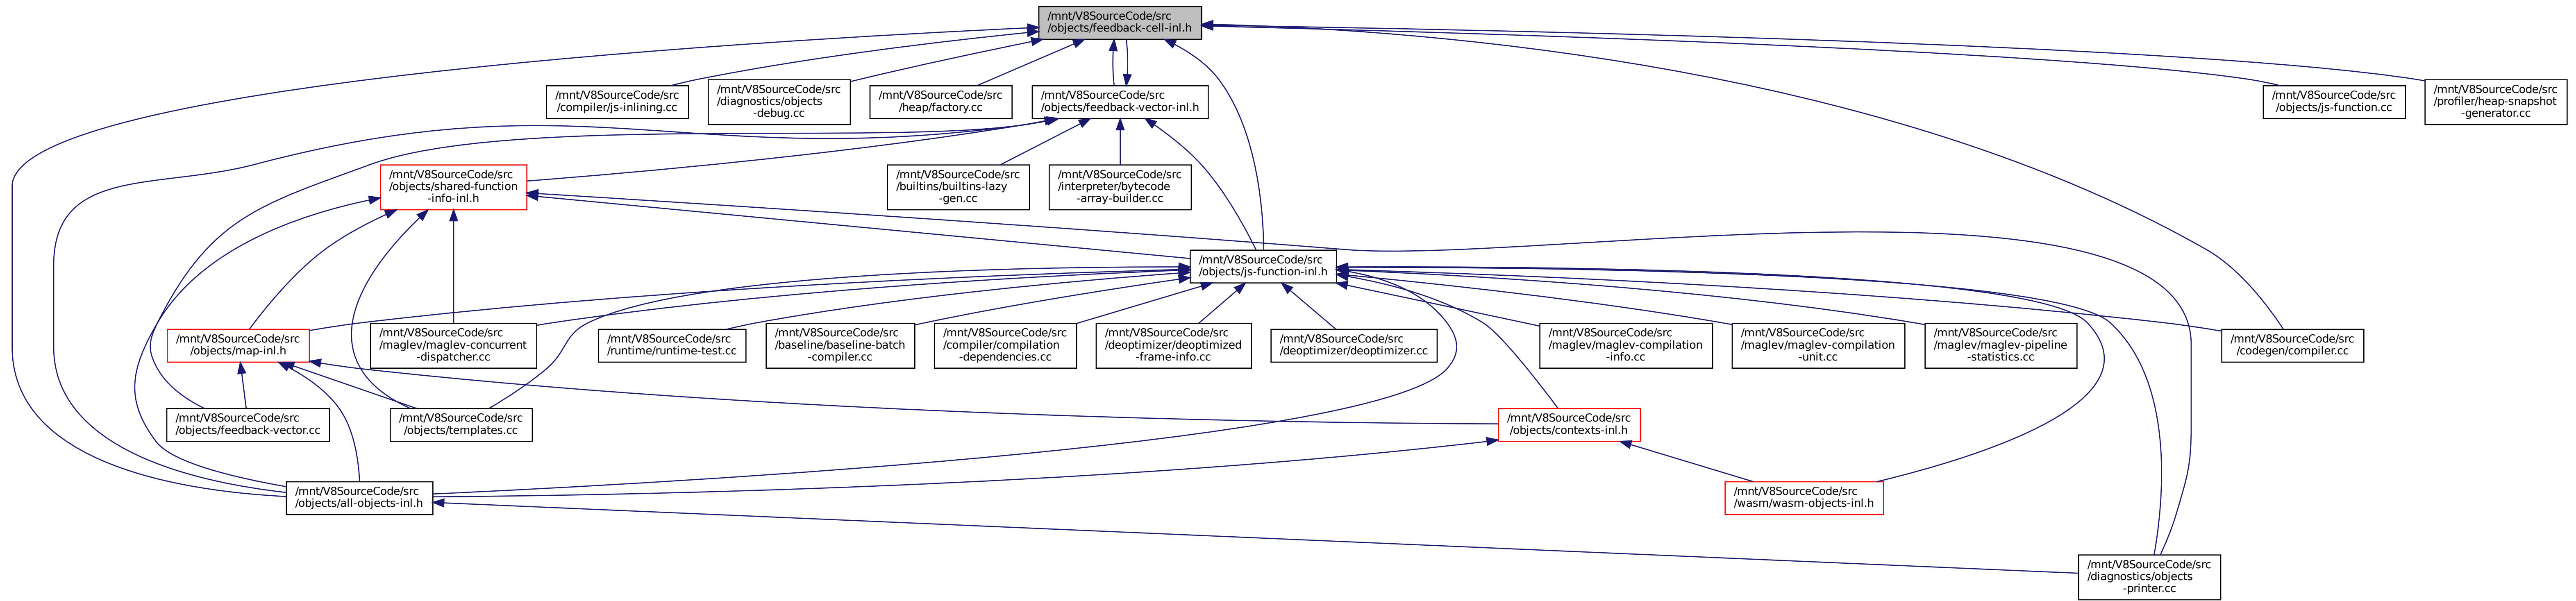 /mnt/V8SourceCode/src
/objects/feedback-cell-inl.h
/mnt/V8SourceCode/src
/compiler/js-inlining.cc
/mnt/V8SourceCode/src
/diagnostics/objects
-debug.cc
/mnt/V8SourceCode/src
/heap/factory.cc
/mnt/V8SourceCode/src
/objects/feedback-vector-inl.h
/mnt/V8SourceCode/src
/objects/js-function.cc
/mnt/V8SourceCode/src
/profiler/heap-snapshot
-generator.cc
/mnt/V8SourceCode/src
/objects/shared-function
-info-inl.h
/mnt/V8SourceCode/src
/builtins/builtins-lazy
-gen.cc
/mnt/V8SourceCode/src
/interpreter/bytecode
-array-builder.cc
/mnt/V8SourceCode/src
/objects/js-function-inl.h
/mnt/V8SourceCode/src
/objects/map-inl.h
/mnt/V8SourceCode/src
/maglev/maglev-concurrent
-dispatcher.cc
/mnt/V8SourceCode/src
/runtime/runtime-test.cc
/mnt/V8SourceCode/src
/baseline/baseline-batch
-compiler.cc
/mnt/V8SourceCode/src
/compiler/compilation
-dependencies.cc
/mnt/V8SourceCode/src
/deoptimizer/deoptimized
-frame-info.cc
/mnt/V8SourceCode/src
/deoptimizer/deoptimizer.cc
/mnt/V8SourceCode/src
/maglev/maglev-compilation
-info.cc
/mnt/V8SourceCode/src
/maglev/maglev-compilation
-unit.cc
/mnt/V8SourceCode/src
/maglev/maglev-pipeline
-statistics.cc
/mnt/V8SourceCode/src
/codegen/compiler.cc
/mnt/V8SourceCode/src
/objects/feedback-vector.cc
/mnt/V8SourceCode/src
/objects/templates.cc
/mnt/V8SourceCode/src
/objects/contexts-inl.h
/mnt/V8SourceCode/src
/objects/all-objects-inl.h
/mnt/V8SourceCode/src
/wasm/wasm-objects-inl.h
/mnt/V8SourceCode/src
/diagnostics/objects
-printer.cc